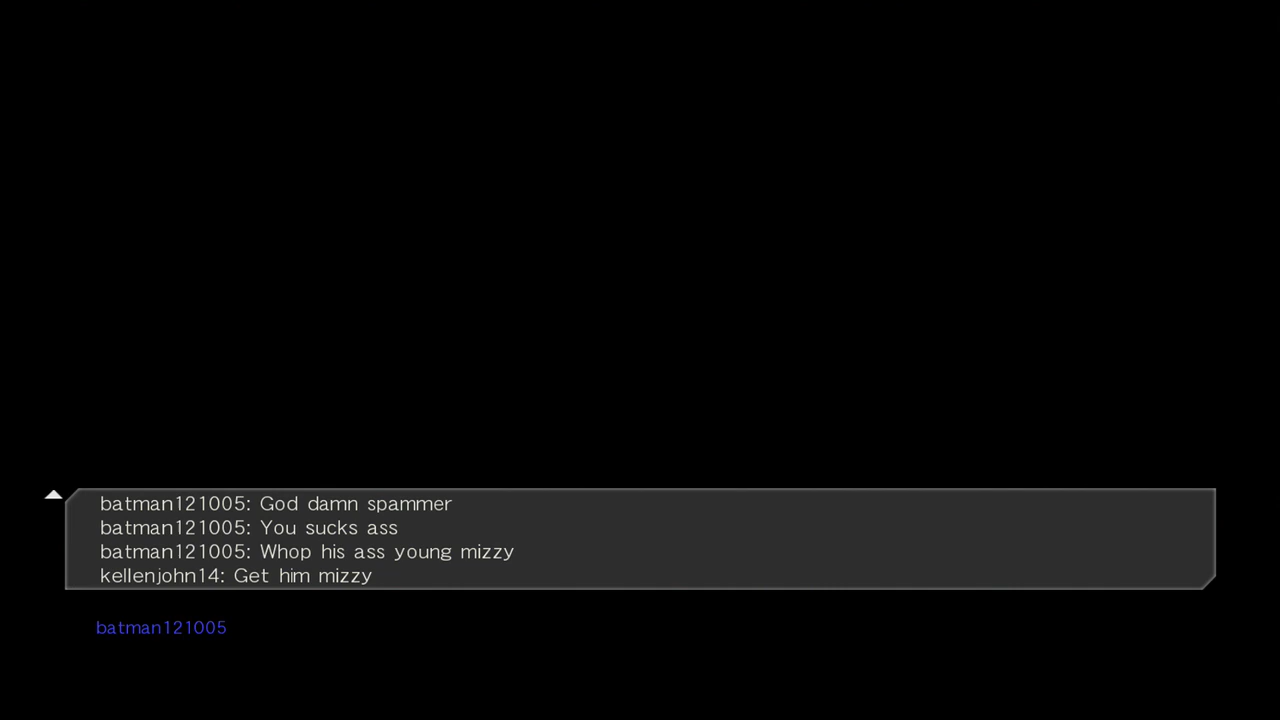 batman121005: God damn spammer
batman121005: You sucks ass
batman121005: Whop his ass young mizzy
kellenjohn14: Get him mizzy
batman121005